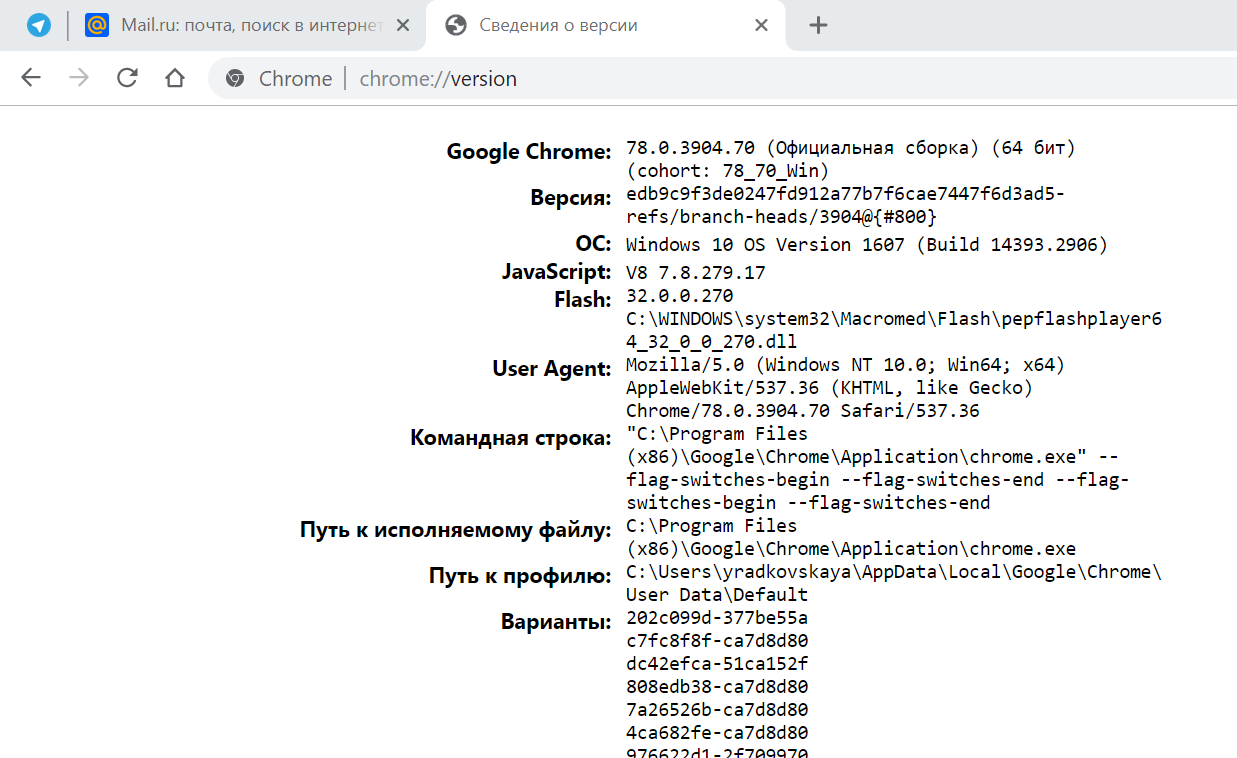 Mail.ru: почта, поиск в интернет
Сведения о версии
Chrome | chrome://version
Google Chrome: 78.0.3904.70 (Официальная сборка) (64 бит)
(cohort: 78_70_Win)
Версия: edb9c9f3de0247fd912a77b7f6cae7447f6d3ad5-
refs/branch-heads/3904@{#800}
ОС: Windows 10 OS Version 1607 (Build 14393.2906)
JavaScript: V8 7.8.279.17
Flash: 32.0.0.270
C:\WINDOWS\system32\Macromed\Flash\pepflashplayer6
4_32_0_0_270.dll
User Agent: Mozilla/5.0 (Windows NT 10.0; Win64; x64)
AppleWebKit/537.36 (KHTML, like Gecko)
Chrome/78.0.3904.70 Safari/537.36
Командная строка: "C:\Program Files
(x86)\Google\Chrome\Application\chrome.exe" --
flag-switches-begin --flag-switches-end --flag-
switches-begin --flag-switches-end
Путь к исполняемому файлу: C:\Program Files
(x86)\Google\Chrome\Application\chrome.exe
Путь к профилю: C:\Users\yradkovskaya\AppData\Local\Google\Chrome\
User Data\Default
Варианты: 202c099d-377be55a
c7fc8f8f-ca7d8d80
dc42efca-51ca152f
808edb38-ca7d8d80
7a26526b-ca7d8d80
4ca682fe-ca7d8d80
976622d1-2f709970